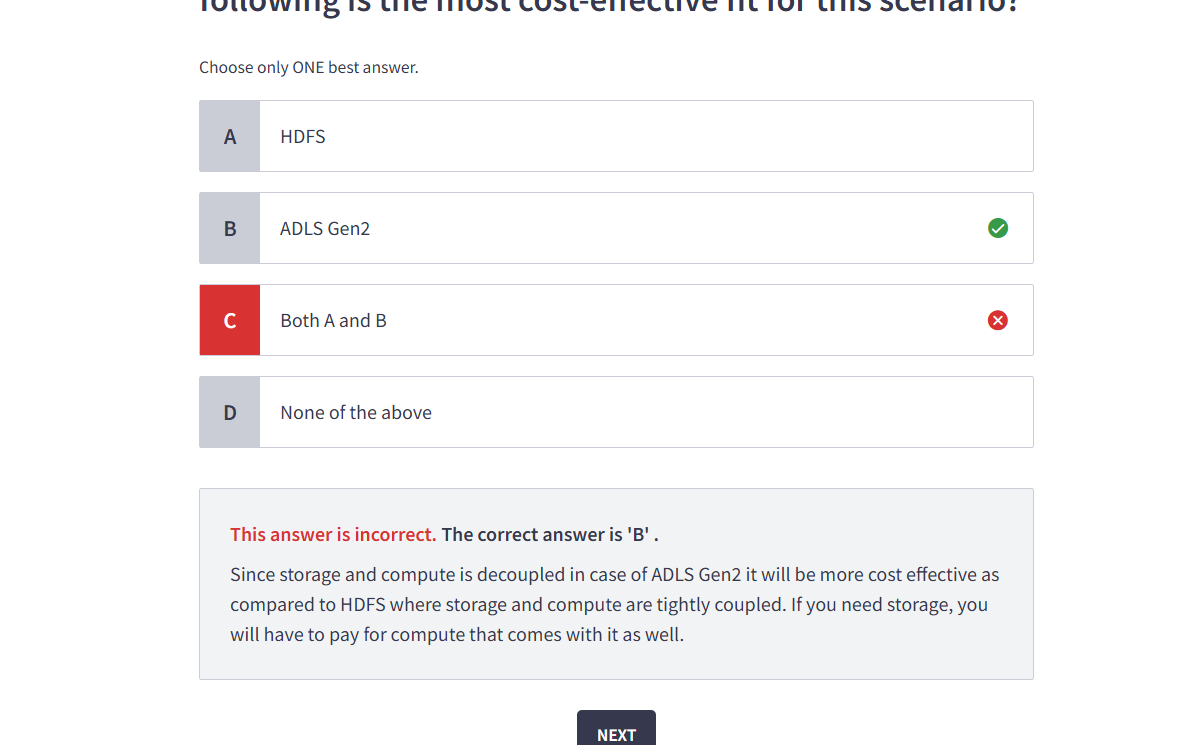 following is the most cost-effective fit for this scenario?
Choose only ONE best answer.
A HDFS
B ADLS Gen2
C Both A and B
D None of the above
This answer is incorrect. The correct answer is 'B' .
Since storage and compute is decoupled in case of ADLS Gen2 it will be more cost effective as
compared to HDFS where storage and compute are tightly coupled. If you need storage, you
will have to pay for compute that comes with it as well.
NEXT